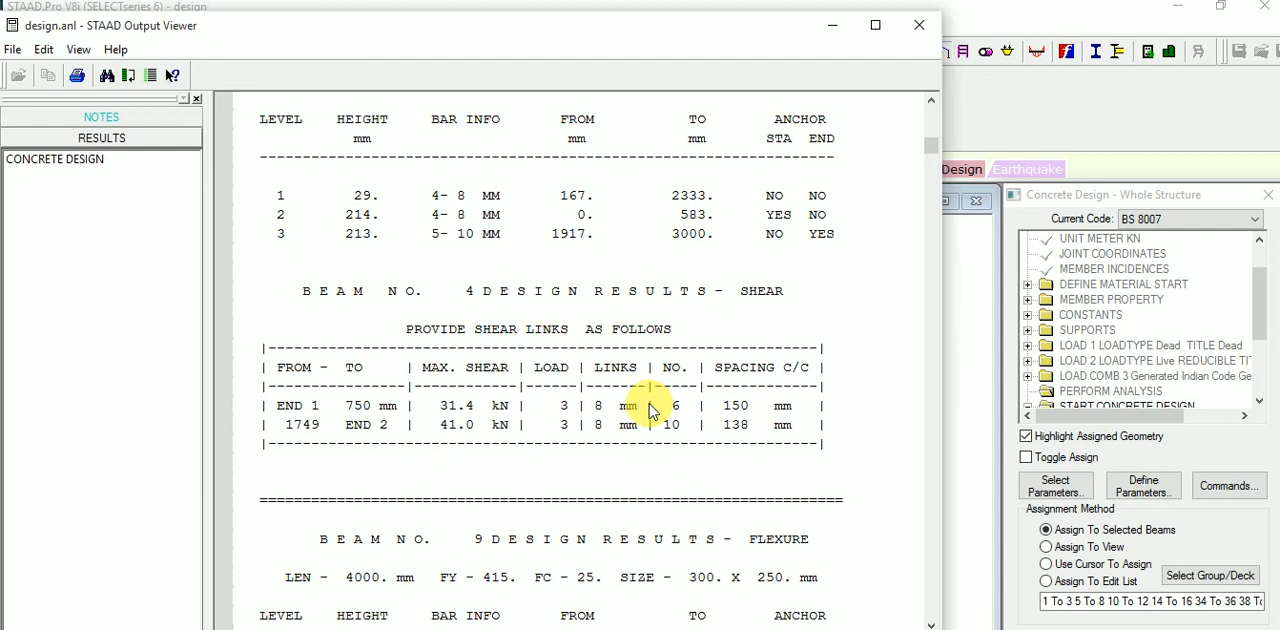 STAAD.Pro V8i (SELECTseries 6) - design
design.anl - STAAD Output Viewer
File Edit View Help
NOTES
RESULTS
CONCRETE DESIGN
LEVEL HEIGHT BAR INFO FROM TO ANCHOR
mm mm mm STA END
1 29. 4- 8 MM 167. 2333. NO NO
2 214. 4- 8 MM 0. 583. YES NO
3 213. 5- 10 MM 1917. 3000. NO YES
B E A M N O. 4 D E S I G N R E S U L T S - SHEAR
PROVIDE SHEAR LINKS AS FOLLOWS
|----------------------------------------------------------------|
| FROM - TO | MAX. SHEAR | LOAD | LINKS | NO. | SPACING C/C |
|----------------|------------|------|-------|-----|-------------|
| END 1 750 mm | 31.4 kN | 3 | 8 mm | 6 | 150 mm |
| 1749 END 2 | 41.0 kN | 3 | 8 mm | 10 | 138 mm |
|----------------------------------------------------------------|
====================================================================
B E A M N O. 9 D E S I G N R E S U L T S - FLEXURE
LEN - 4000. mm FY - 415. FC - 25. SIZE - 300. X 250. mm
LEVEL HEIGHT BAR INFO FROM TO ANCHOR
Design Earthquake
Concrete Design - Whole Structure
Current Code: BS 8007
UNIT METER KN
JOINT COORDINATES
MEMBER INCIDENCES
DEFINE MATERIAL START
MEMBER PROPERTY
CONSTANTS
SUPPORTS
LOAD 1 LOADTYPE Dead TITLE Dead
LOAD 2 LOADTYPE Live REDUCIBLE TI
LOAD COMB 3 Generated Indian Code Ge
PERFORM ANALYSIS
START CONCRETE DESIGN
Highlight Assigned Geometry
Toggle Assign
Select Parameters..
Define Parameters..
Commands...
Assignment Method
Assign To Selected Beams
Assign To View
Use Cursor To Assign
Assign To Edit List
Select Group/Deck
1 To 3 5 To 8 10 To 12 14 To 16 34 To 36 38 To